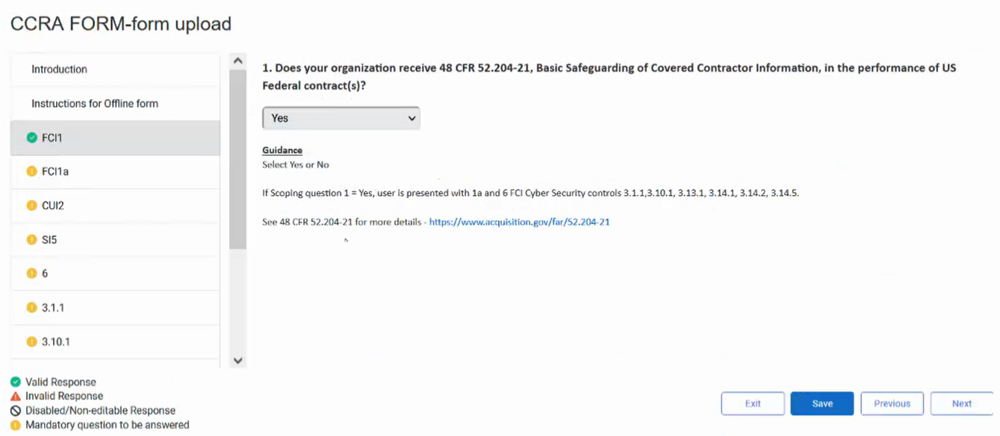 CCRA FORM-form upload
Introduction
Instructions for Offline form
FCI1
FCI1a
CUI2
SI5
6
3.1.1
3.10.1
1. Does your organization receive 48 CFR 52.204-21, Basic Safeguarding of Covered Contractor Information, in the performance of US
Federal contract(s)?
Yes
Guidance
Select Yes or No
If Scoping question 1 = Yes, user is presented with 1a and 6 FCI Cyber Security controls 3.1.1,3.10.1, 3.13.1, 3.14.1, 3.14.2, 3.14.5.
See 48 CFR 52.204-21 for more details - https://www.acquisition.gov/far/52.204-21
Valid Response
Invalid Response
Disabled/Non-editable Response
Mandatory question to be answered
Exit
Save
Previous
Next